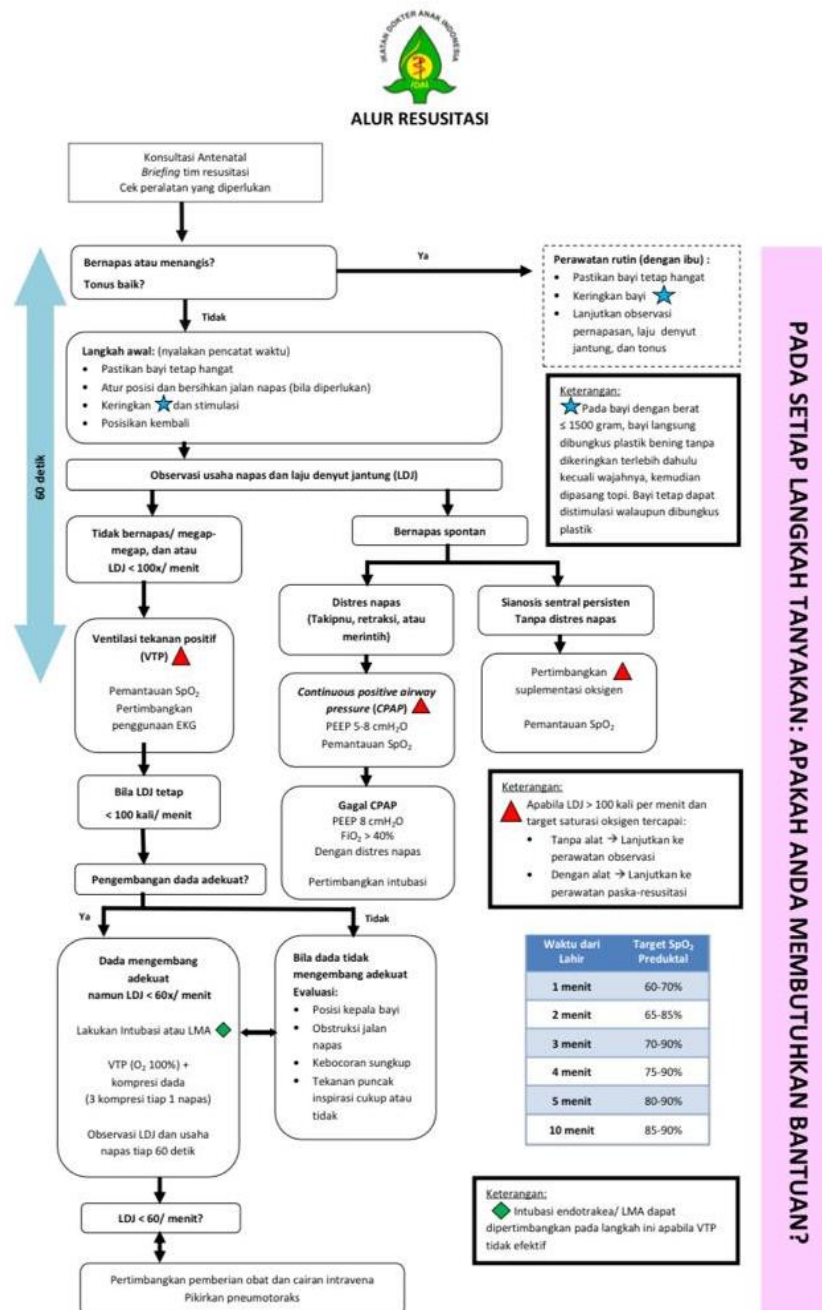 IKATAN DOKTER ANAK INDONESIA
IDAI
ALUR RESUSITASI
Konsultasi Antenatal
Briefing tim resusitasi
Cek peralatan yang diperlukan
60 detik
Bernapas atau menangis?
Tonus baik?
Ya
Perawatan rutin (dengan ibu) :
• Pastikan bayi tetap hangat
• Keringkan bayi
• Lanjutkan observasi
pernapasan, laju denyut
jantung, dan tonus
Tidak
Langkah awal: (nyalakan pencatat waktu)
• Pastikan bayi tetap hangat
• Atur posisi dan bersihkan jalan napas (bila diperlukan)
• Keringkan dan stimulasi
• Posisikan kembali
Keterangan:
Pada bayi dengan berat
≤ 1500 gram, bayi langsung
dibungkus plastik bening tanpa
dikeringkan terlebih dahulu
kecuali wajahnya, kemudian
dipasang topi. Bayi tetap dapat
distimulasi walaupun dibungkus
plastik
Observasi usaha napas dan laju denyut jantung (LDJ)
Tidak bernapas/ megap-
megap, dan atau
LDJ < 100x/ menit
Bernapas spontan
Distres napas
(Takipnu, retraksi, atau
merintih)
Sianosis sentral persisten
Tanpa distres napas
Ventilasi tekanan positif
(VTP)
Pemantauan SpO₂
Pertimbangkan
penggunaan EKG
Continuous positive airway
pressure (CPAP)
PEEP 5-8 cmH₂O
Pemantauan SpO₂
Pertimbangkan
suplementasi oksigen
Pemantauan SpO₂
Bila LDJ tetap
< 100 kali/ menit
Gagal CPAP
PEEP 8 cmH₂O
FiO₂ > 40%
Dengan distres napas
Pertimbangkan intubasi
Keterangan:
Apabila LDJ > 100 kali per menit dan
target saturasi oksigen tercapai:
• Tanpa alat → Lanjutkan ke
perawatan observasi
• Dengan alat → Lanjutkan ke
perawatan paska-resusitasi
Pengembangan dada adekuat?
Ya
Tidak
Dada mengembang
adekuat
namun LDJ < 60x/ menit
Lakukan Intubasi atau LMA
VTP (O₂ 100%) +
kompresi dada
(3 kompresi tiap 1 napas)
Observasi LDJ dan usaha
napas tiap 60 detik
Bila dada tidak
mengembang adekuat
Evaluasi:
• Posisi kepala bayi
• Obstruksi jalan
napas
• Kebocoran sungkup
• Tekanan puncak
inspirasi cukup atau
tidak
Waktu dari Lahir Target SpO₂ Preduktal
1 menit 60-70%
2 menit 65-85%
3 menit 70-90%
4 menit 75-90%
5 menit 80-90%
10 menit 85-90%
LDJ < 60/ menit?
Keterangan:
Intubasi endotrakea/ LMA dapat
dipertimbangkan pada langkah ini apabila VTP
tidak efektif
Pertimbangkan pemberian obat dan cairan intravena
Pikirkan pneumotoraks
PADA SETIAP LANGKAH TANYAKAN: APAKAH ANDA MEMBUTUHKAN BANTUAN?